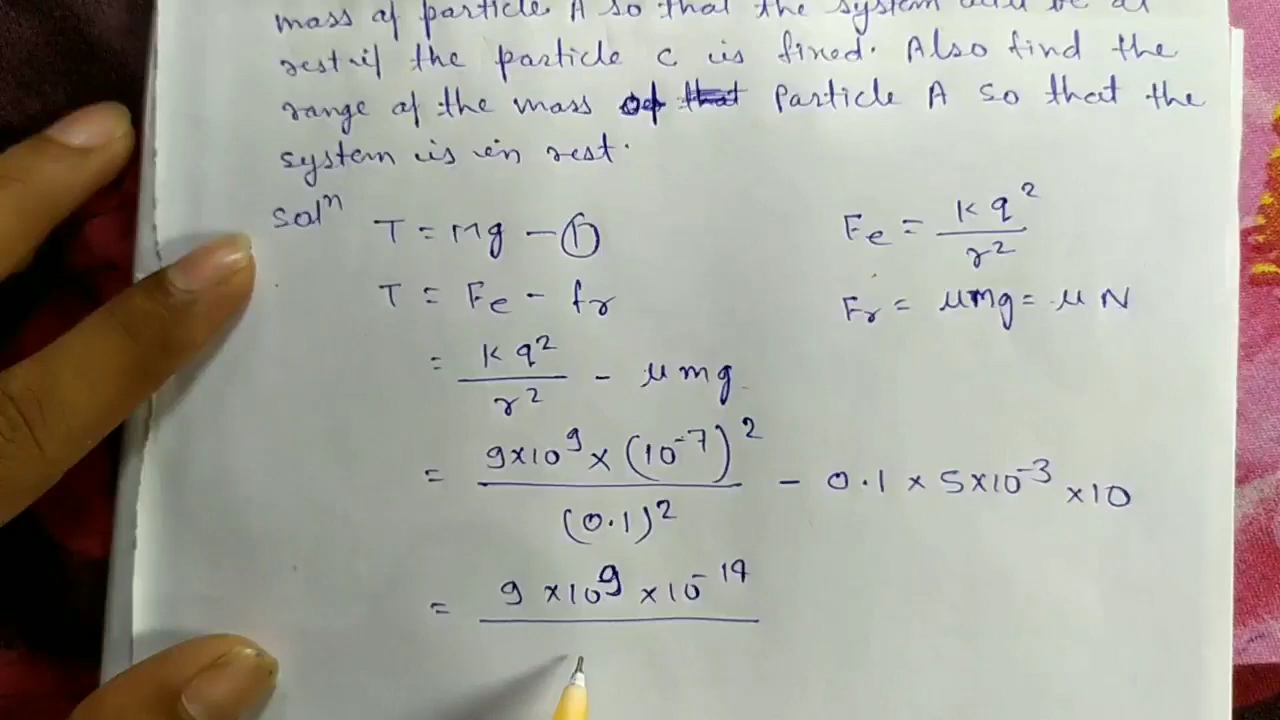 mass of particle A so that the system will be at
rest if the particle C is fixed. Also find the
range of the mass of that Particle A so that the
system is in rest.
Solⁿ T = Mg - ①
Fe = Kq² / r²
T = Fe - fr
Fr = μmg = μN
= Kq² / r² - μmg
= 9×10⁹ × (10⁻⁷)² / (0.1)² - 0.1 × 5×10⁻³ ×10
= 9 ×10⁹ ×10⁻¹⁴